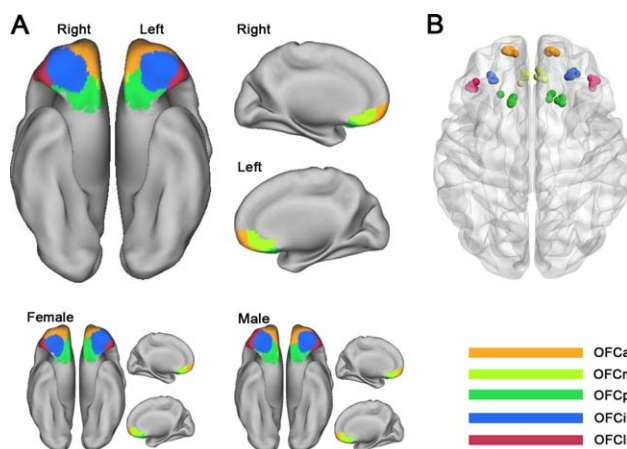 A
Right
Left
Right
Left
B
Female
Male
OFCa
OFCm
OFCp
OFCi
OFCl